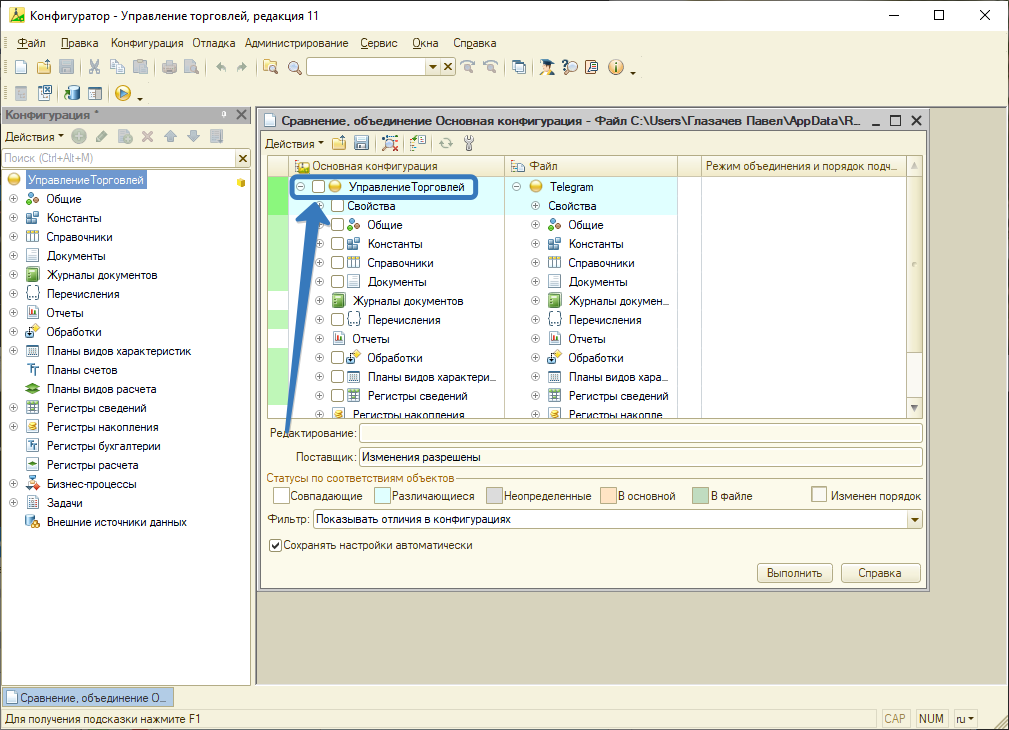 Конфигуратор - Управление торговлей, редакция 11
Файл Правка Конфигурация Отладка Администрирование Сервис Окна Справка
Конфигурация *
Действия
Поиск (Ctrl+Alt+M)
УправлениеТорговлей
Общие
Константы
Справочники
Документы
Журналы документов
Перечисления
Отчеты
Обработки
Планы видов характеристик
Планы счетов
Планы видов расчета
Регистры сведений
Регистры накопления
Регистры бухгалтерии
Регистры расчета
Бизнес-процессы
Задачи
Внешние источники данных
Сравнение, объединение Основная конфигурация - Файл C:\Users\Глазачев Павел\AppData\R...
Действия
Основная конфигурация Файл Режим объединения и порядок подч...
УправлениеТорговлей Telegram
Свойства Свойства
Общие Общие
Константы Константы
Справочники Справочники
Документы Документы
Журналы документов Журналы докумен...
Перечисления Перечисления
Отчеты Отчеты
Обработки Обработки
Планы видов характери... Планы видов хара...
Регистры сведений Регистры сведений
Регистры накопления Регистры накопле
Редактирование:
Поставщик: Изменения разрешены
Статусы по соответствиям объектов
Совпадающие Различающиеся Неопределенные В основной В файле Изменен порядок
Фильтр: Показывать отличия в конфигурациях
Сохранять настройки автоматически
Выполнить Справка
Сравнение, объединение О...
Для получения подсказки нажмите F1 CAP NUM ru